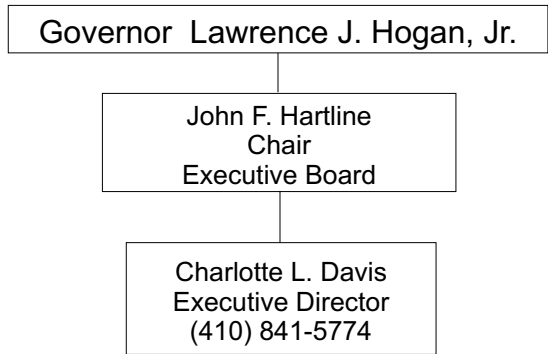 Governor  Lawrence J. Hogan, Jr.
John F. Hartline
Chair
Executive Board
Charlotte L. Davis
Executive Director
(410) 841-5774